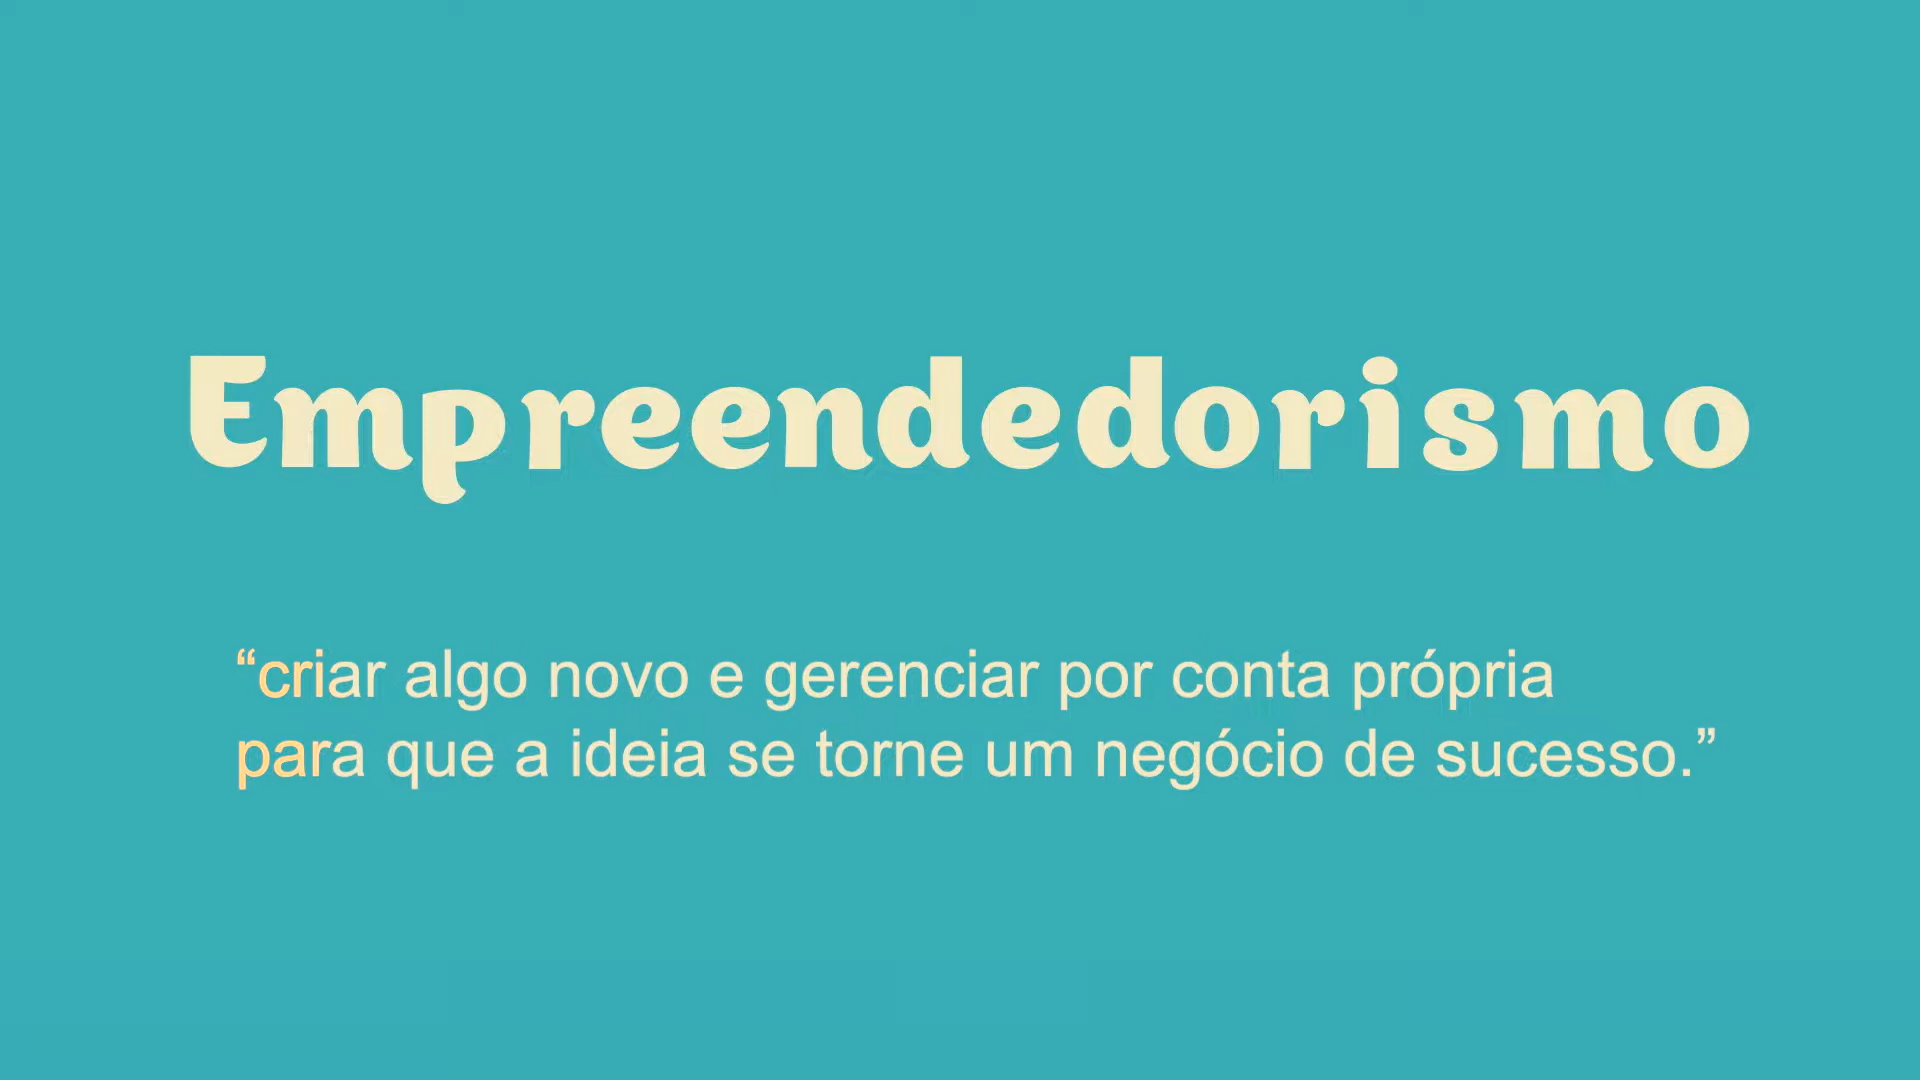 Empreendedorismo
“criar algo novo e gerenciar por conta própria
para que a ideia se torne um negócio de sucesso.”